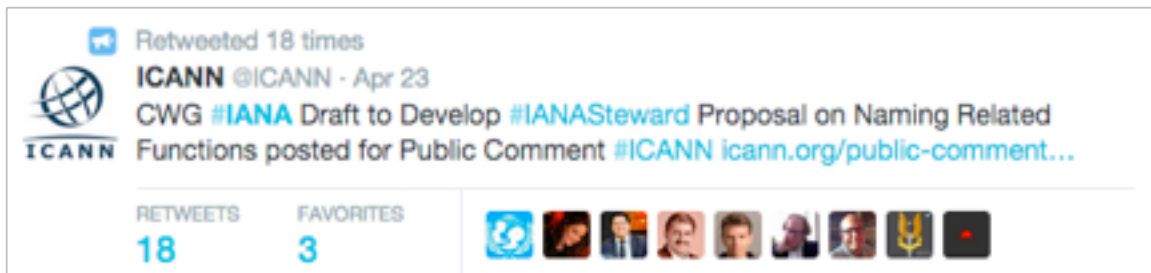 Retweeted 18 times
ICANN @ICANN · Apr 23
CWG #IANA Draft to Develop #IANASteward Proposal on Naming Related
ICANN
Functions posted for Public Comment #ICANN icann.org/public-comment...
RETWEETS FAVORITES
18 3